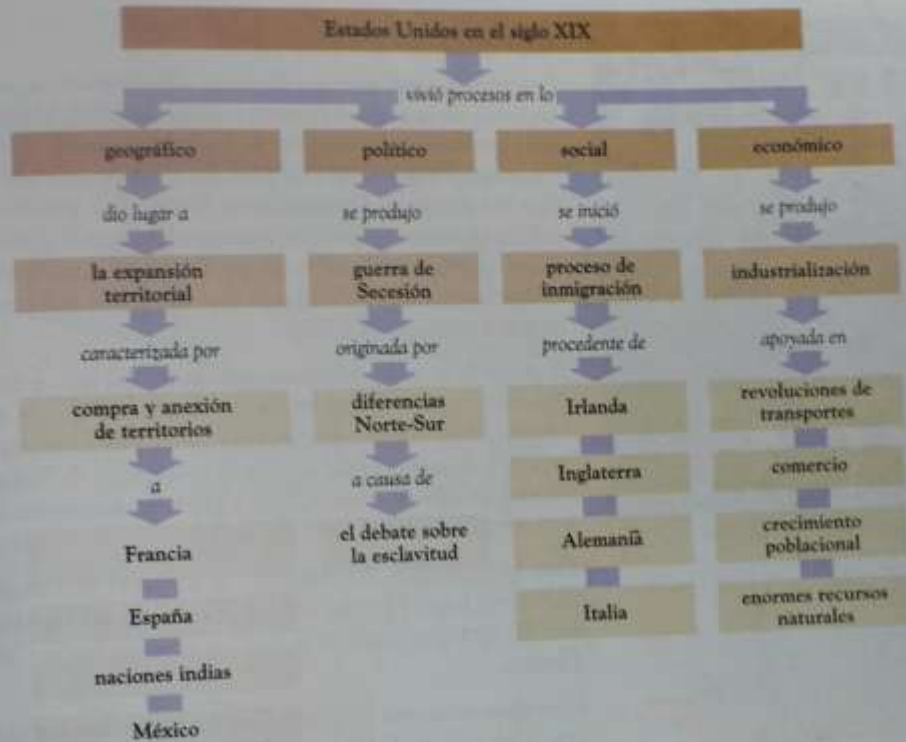 Estados Unidos en el siglo XIX
vivió procesos en lo
geográfico
dio lugar a
la expansión
territorial
caracterizada por
compra y anexión
de territorios
a
Francia
España
naciones indias
México
político
se produjo
guerra de
Secesión
originada por
diferencias
Norte-Sur
a causa de
el debate sobre
la esclavitud
social
se inició
proceso de
inmigración
procedente de
Irlanda
Inglaterra
Alemania
Italia
económico
se produjo
industrialización
apoyada en
revoluciones de
transportes
comercio
crecimiento
poblacional
enormes recursos
naturales